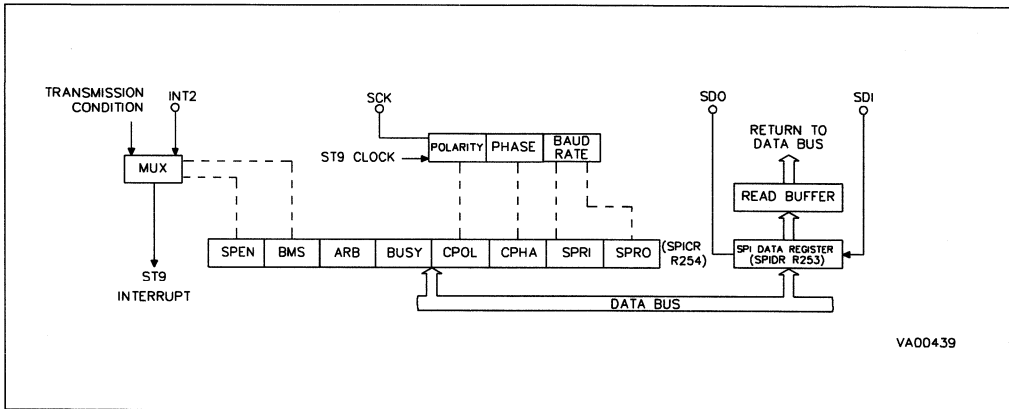 TRANSMISSION
CONDITION
INT2
MUX
ST9
INTERRUPT
SCK
ST9 CLOCK
POLARITY
PHASE
BAUD
RATE
SDO
SDI
RETURN TO
DATA BUS
READ BUFFER
SPI DATA REGISTER
(SPIDR R253)
SPEN
BMS
ARB
BUSY
CPOL
CPHA
SPRI
SPRO
(SPICR
R254)
DATA BUS
VA00439